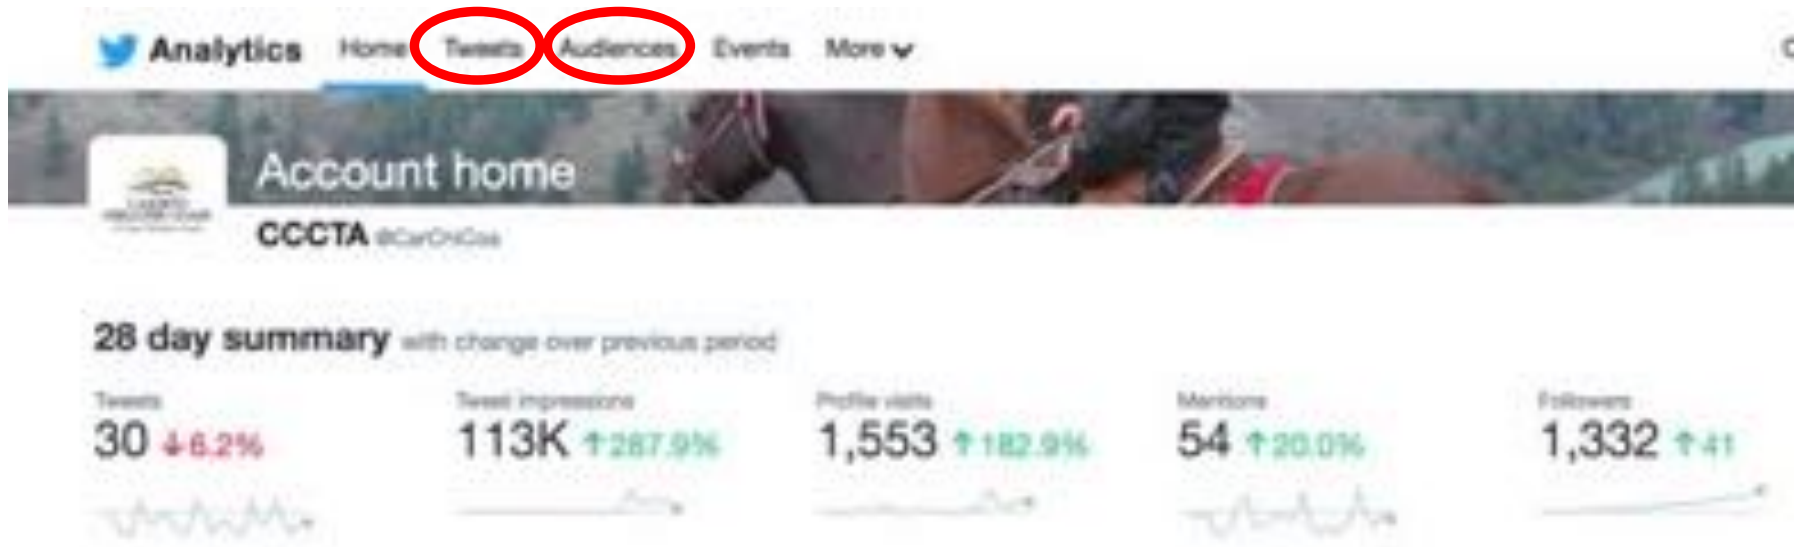 Analytics Home Tweets Audiences Events More
Account home
CCCTA @CarChiCoa
28 day summary with change over previous period
Tweets Tweet impressions Profile visits Mentions Followers
30 ↓6.2% 113K ↑287.9% 1,553 ↑182.9% 54 ↑20.0% 1,332 ↑41